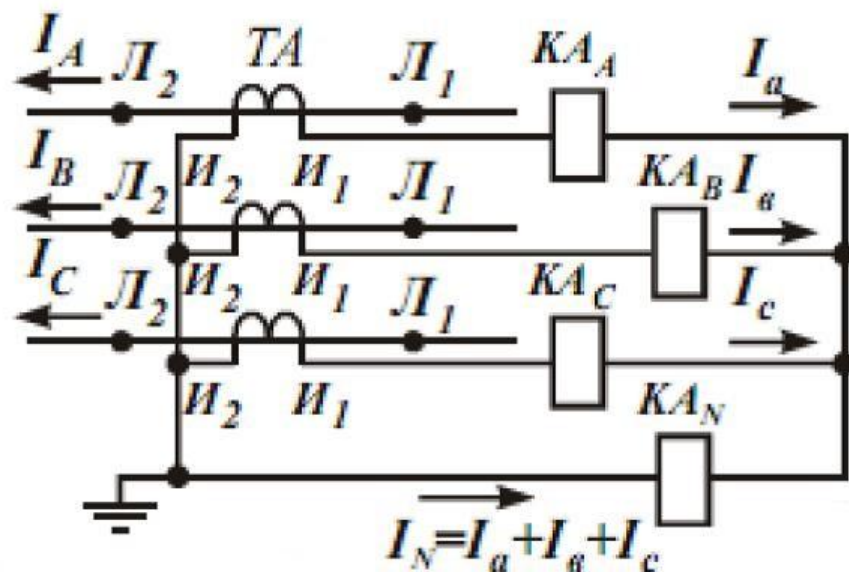 I_A Л_2 TA Л_1 KA_A I_a
I_B Л_2 И_2 И_1 Л_1 KA_B I_в
I_C Л_2 И_2 И_1 Л_1 KA_C I_c
И_2 И_1 KA_N
I_N=I_a+I_в+I_c